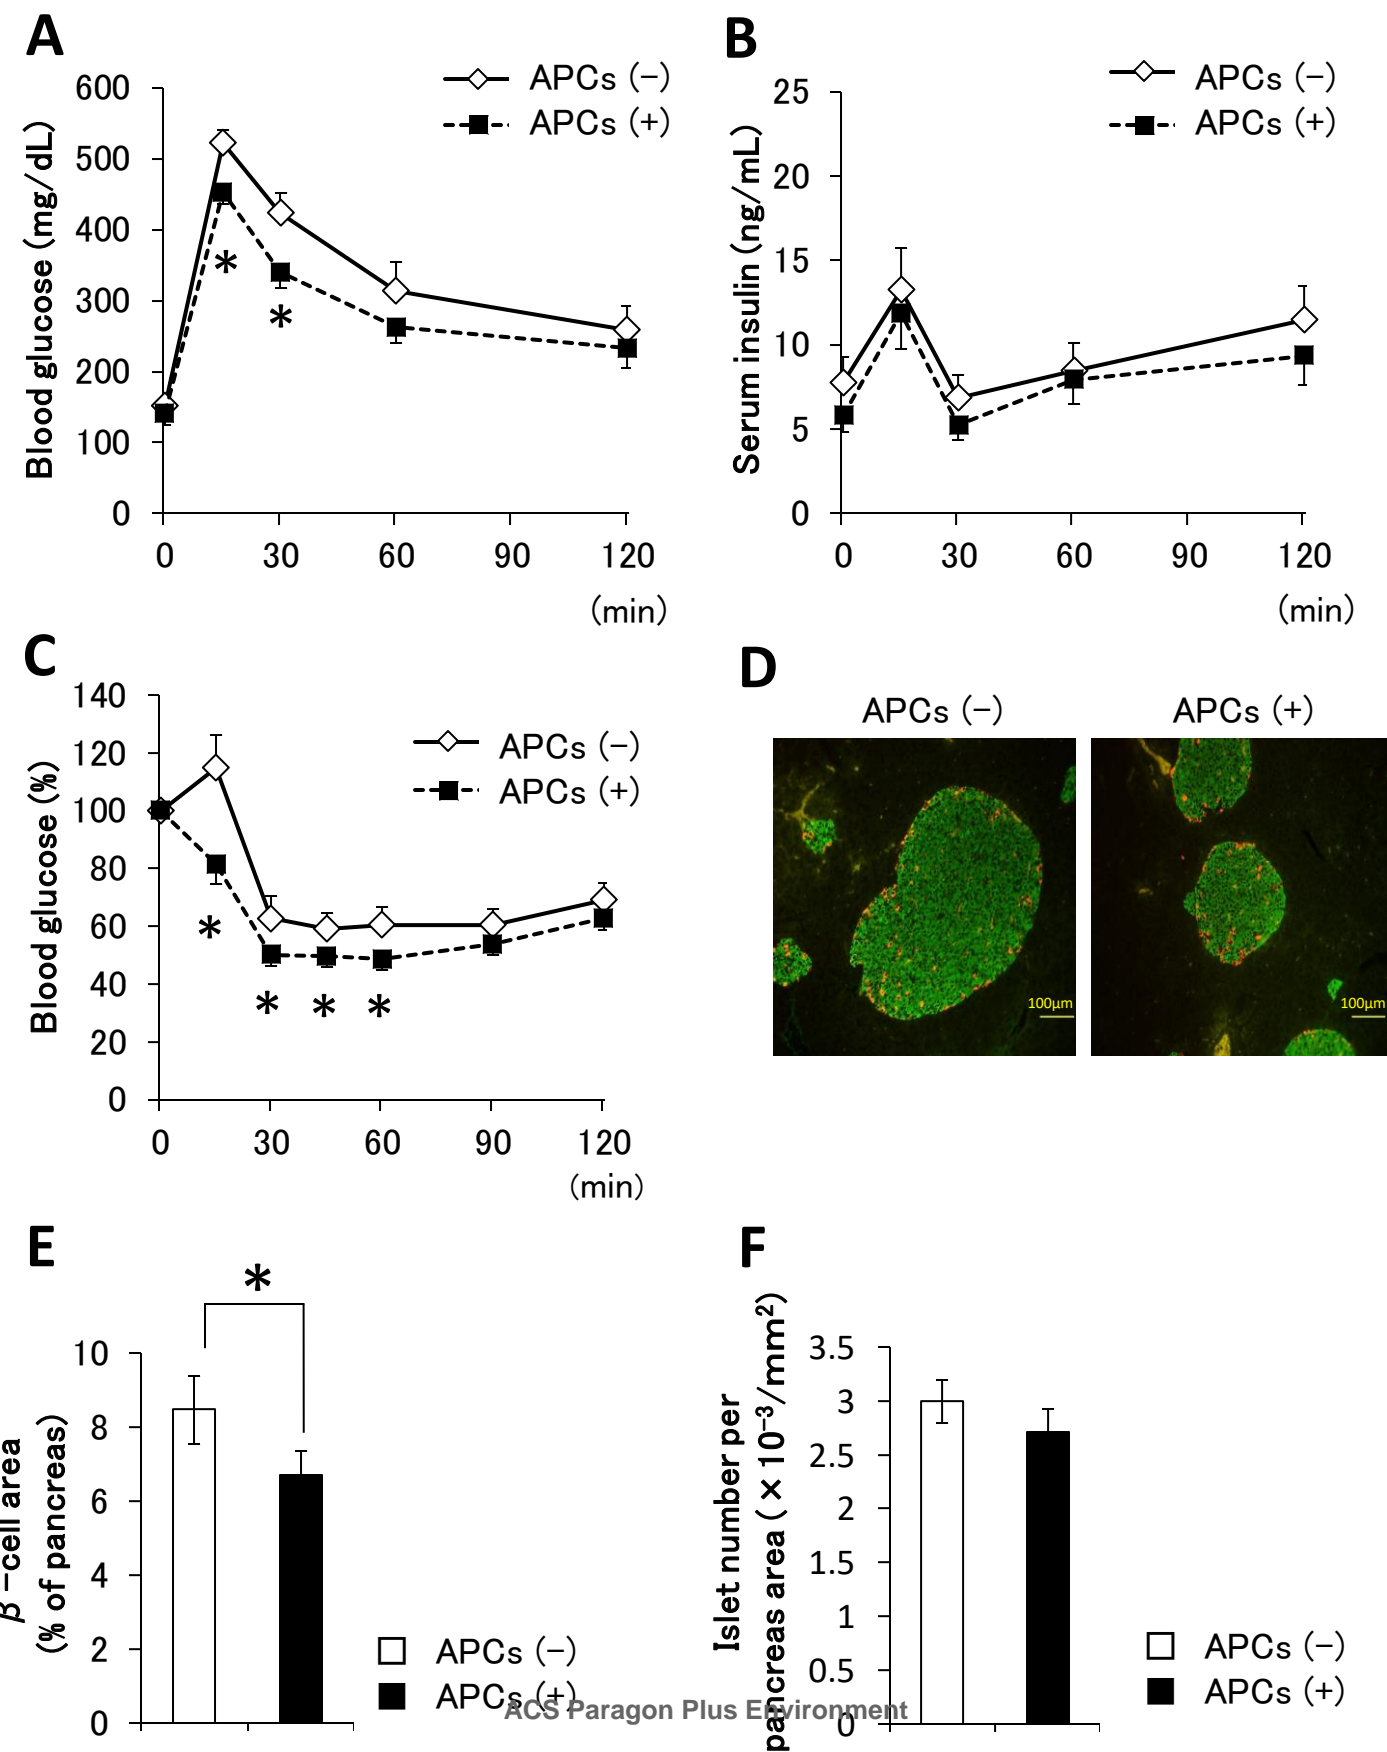 A
APCs (−)
APCs (+)
Blood glucose (mg/dL)
600
500
400
300
200
100
0
*
*
0 30 60 90 120
(min)
B
APCs (−)
APCs (+)
Serum insulin (ng/mL)
25
20
15
10
5
0
0 30 60 90 120
(min)
C
APCs (−)
APCs (+)
Blood glucose (%)
140
120
100
80
60
40
20
0
*
* * *
0 30 60 90 120
(min)
D
APCs (−) APCs (+)
100μm 100μm
E
*
β-cell area
(% of pancreas)
10
8
6
4
2
0
APCs (−)
APCs (+)
F
Islet number per
pancreas area (×10⁻³/mm²)
3.5
3
2.5
2
1.5
1
0.5
0
APCs (−)
APCs (+)
ACS Paragon Plus Environment